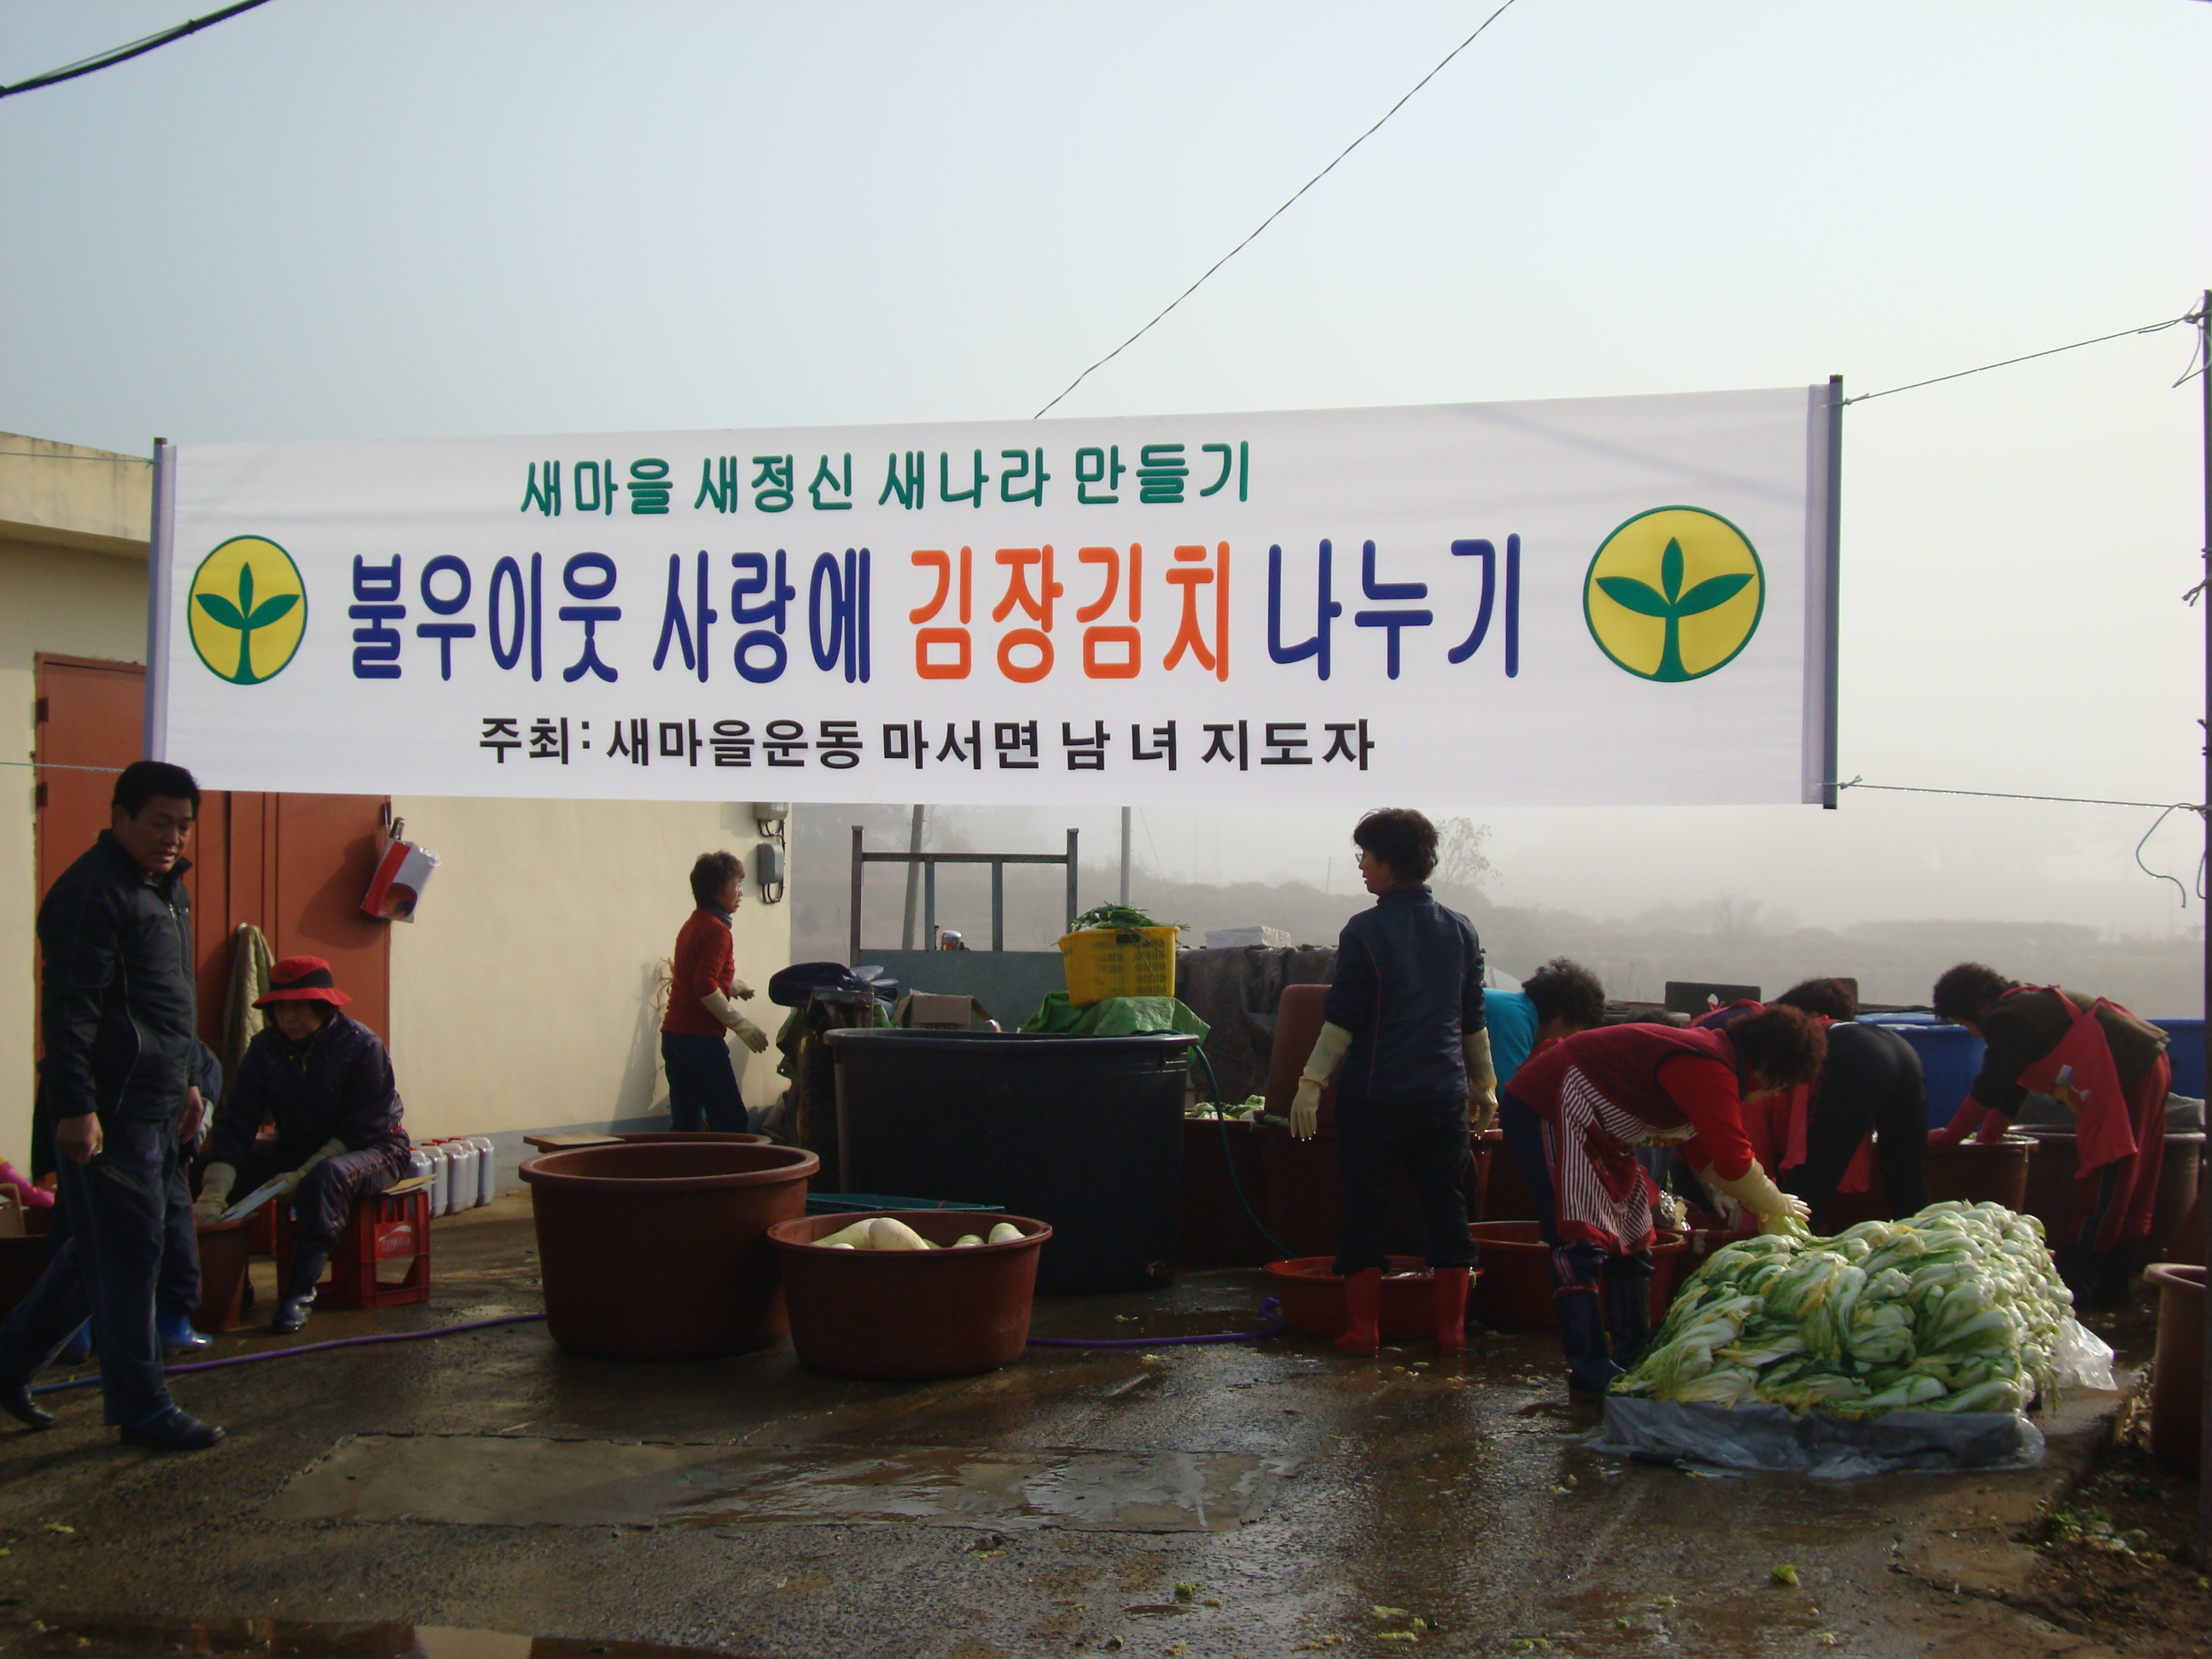 새마을 새정신 새나라 만들기
불우이웃 사랑에 김장김치 나누기
주최: 새마을운동 마서면 남 녀 지도자